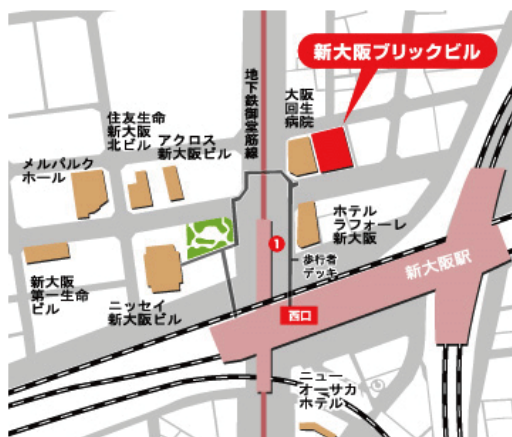 新大阪ブリックビル
地下鉄御堂筋線
大阪
回生
病院
住友生命
新大阪
北ビル
アクロス
新大阪ビル
メルパルク
ホール
ホテル
ラフォーレ
新大阪
1
歩行者
デッキ
新大阪駅
新大阪
第一生命
ビル
ニッセイ
新大阪ビル
西口
ニュー
オーサカ
ホテル